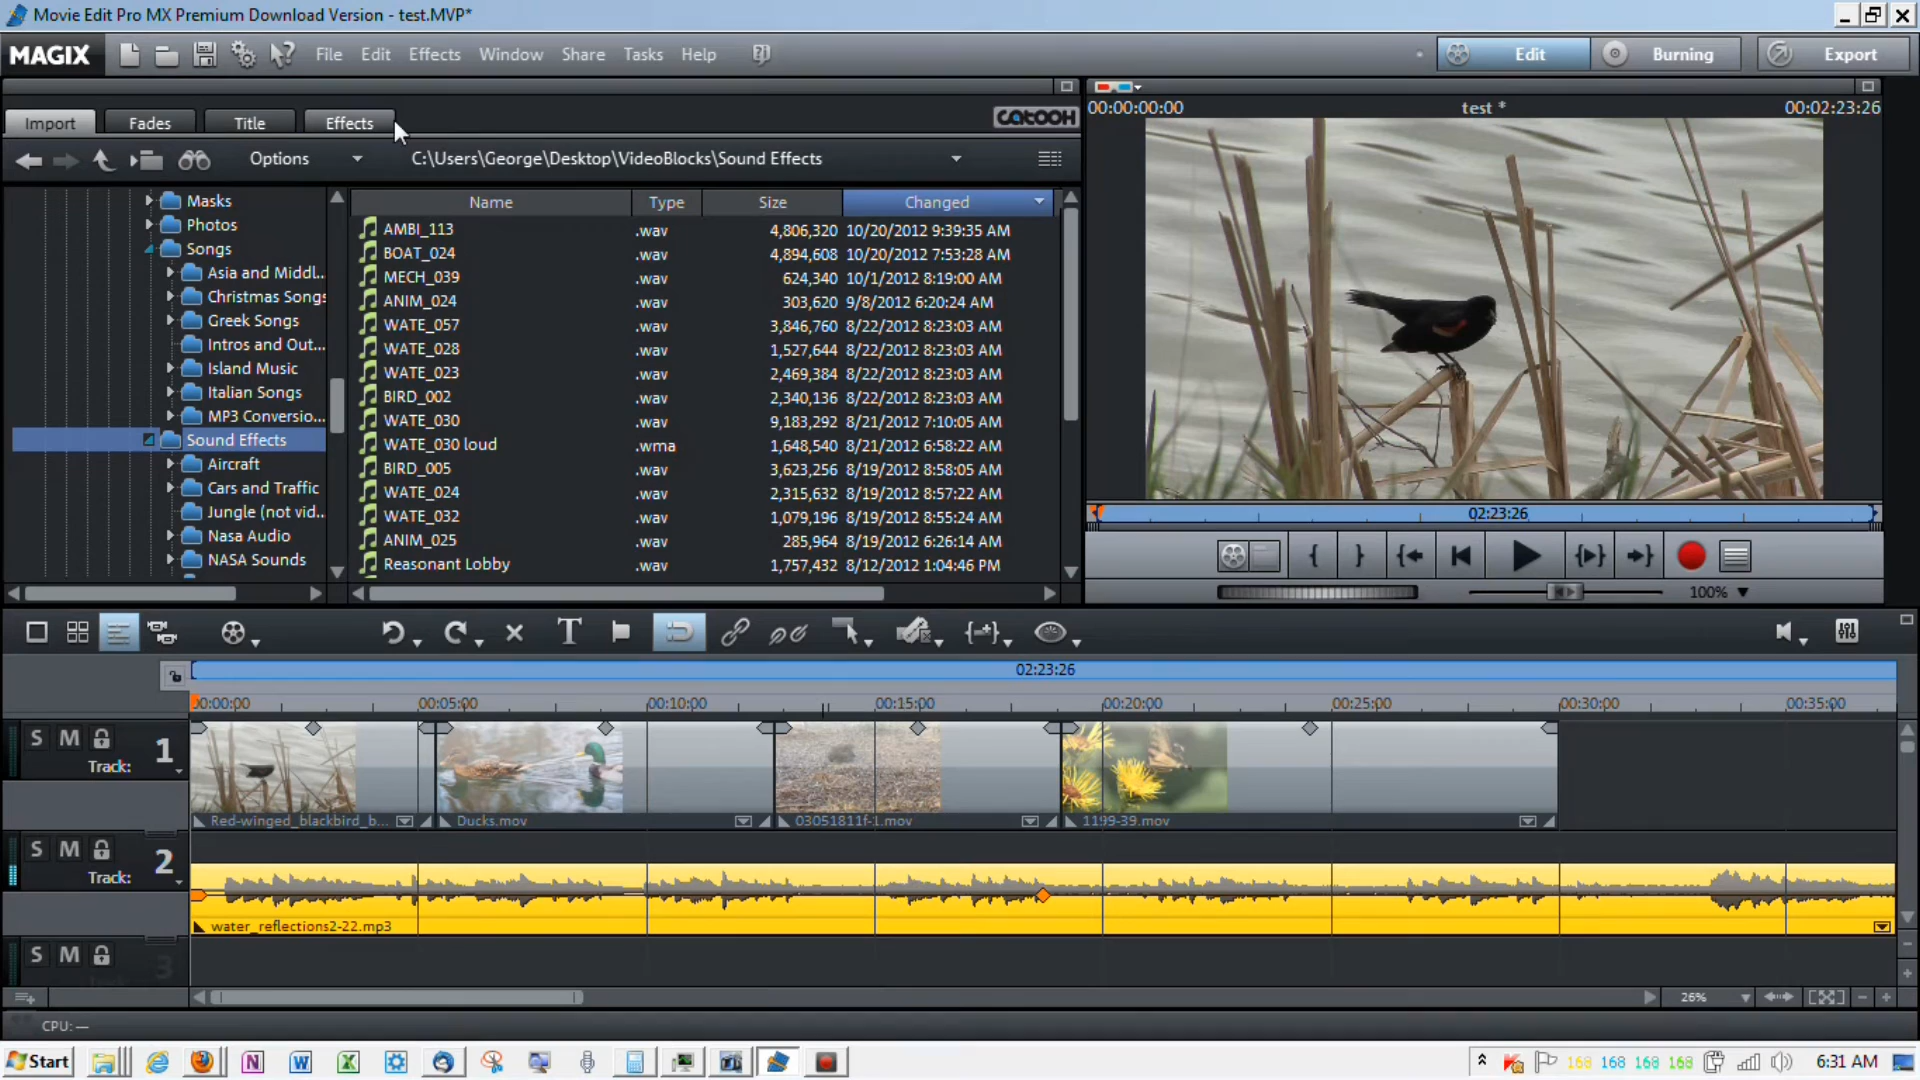 Movie Edit Pro MX Premium Download Version - test.MVP*
MAGIX File Edit Effects Window Share Tasks Help Edit Burning Export
Import Fades Title Effects catooh
00:00:00:00 test * 00:02:23:26
Options C:\Users\George\Desktop\VideoBlocks\Sound Effects
Name Type Size Changed
Masks
Photos
Songs
Asia and Middl...
Christmas Songs
Greek Songs
Intros and Out...
Island Music
Italian Songs
MP3 Conversio...
Sound Effects
Aircraft
Cars and Traffic
Jungle (not vid...
Nasa Audio
NASA Sounds
AMBI_113 .wav 4,806,320 10/20/2012 9:39:35 AM
BOAT_024 .wav 4,894,608 10/20/2012 7:53:28 AM
MECH_039 .wav 624,340 10/1/2012 8:19:00 AM
ANIM_024 .wav 303,620 9/8/2012 6:20:24 AM
WATE_057 .wav 3,846,760 8/22/2012 8:23:03 AM
WATE_028 .wav 1,527,644 8/22/2012 8:23:03 AM
WATE_023 .wav 2,469,384 8/22/2012 8:23:03 AM
BIRD_002 .wav 2,340,136 8/22/2012 8:23:03 AM
WATE_030 .wav 9,183,292 8/21/2012 7:10:05 AM
WATE_030 loud .wma 1,648,540 8/21/2012 6:58:22 AM
BIRD_005 .wav 3,623,256 8/19/2012 8:58:05 AM
WATE_024 .wav 2,315,632 8/19/2012 8:57:22 AM
WATE_032 .wav 1,079,196 8/19/2012 8:55:24 AM
ANIM_025 .wav 285,964 8/19/2012 6:26:14 AM
Reasonant Lobby .wav 1,757,432 8/12/2012 1:04:46 PM
02:23:26
100%
02:23:26
00:00:00 00:05:00 00:10:00 00:15:00 00:20:00 00:25:00 00:30:00 00:35:00
S M 1
Track:
Red-winged_blackbird_b... Ducks.mov 03051811f-1.mov 1199-39.mov
S M 2
Track:
water_reflections2-22.mp3
S M 3
26%
CPU: —
Start 168 168 168 168 6:31 AM